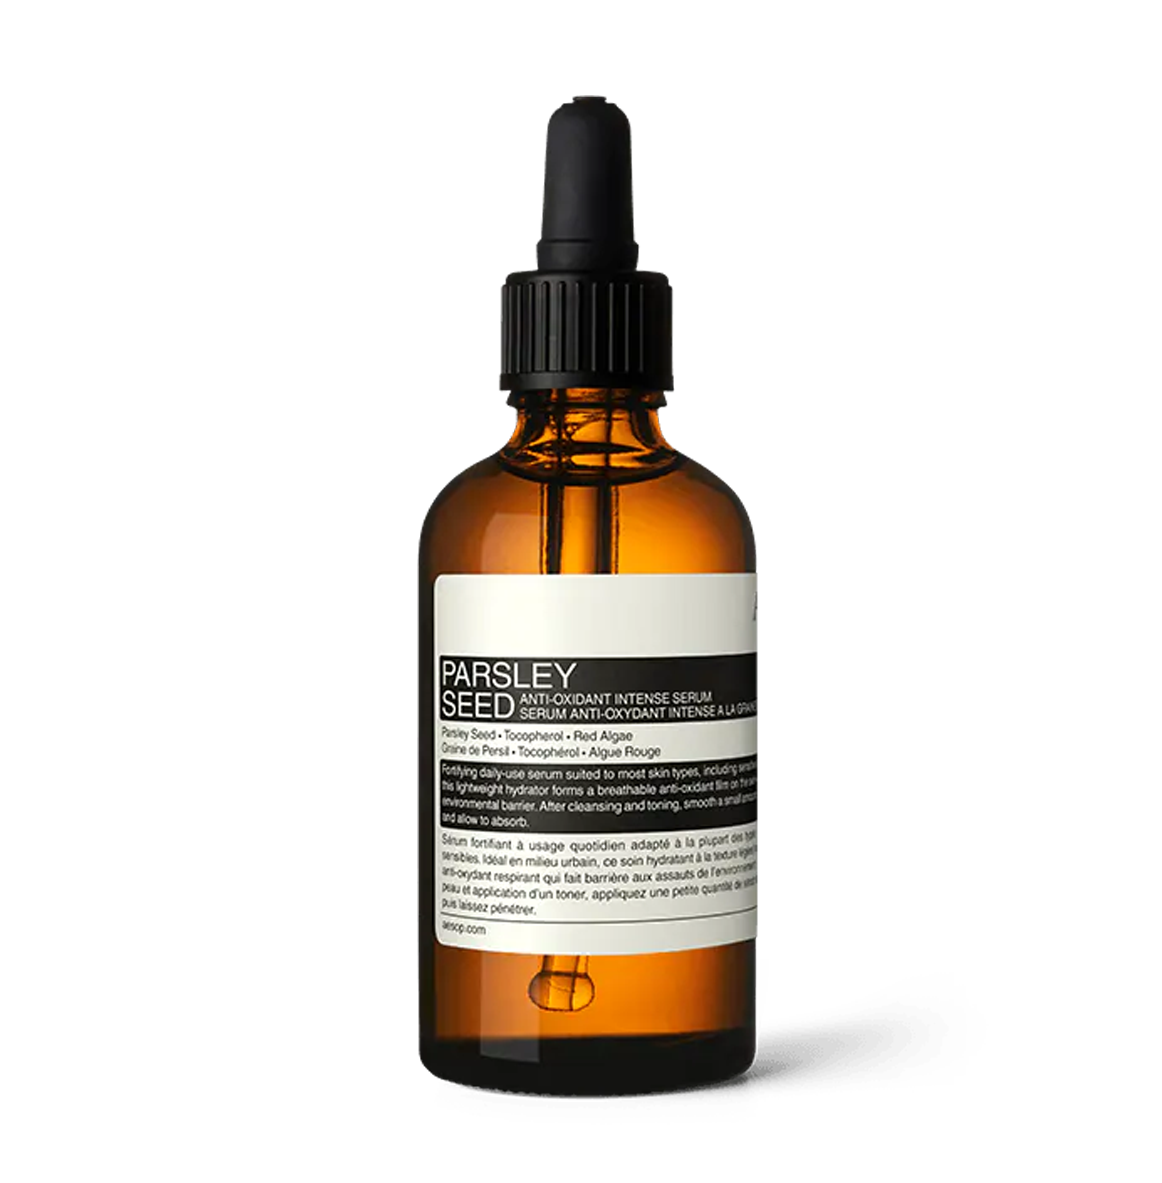 PARSLEY
SEED ANTI-OXIDANT INTENSE SERUM
SERUM ANTI-OXYDANT INTENSE A LA
Parsley Seed • Tocopherol • Red Algae
Graine de Persil • Tocophérol • Algue Rouge
Fortifying daily-use serum suited to most skin types, including
this lightweight hydrator forms a breathable anti-oxidant film on the
environmental barrier. After cleansing and toning, smooth a small
and allow to absorb.
Sérum fortifiant à usage quotidien adapté à la plupart des
sensibles. Idéal en milieu urbain, ce soin hydratant à la texture
anti-oxydant respirant qui fait barrière aux assauts de
peau et application d'un toner, appliquez une petite quantité de
puis laissez pénétrer.
aesop.com